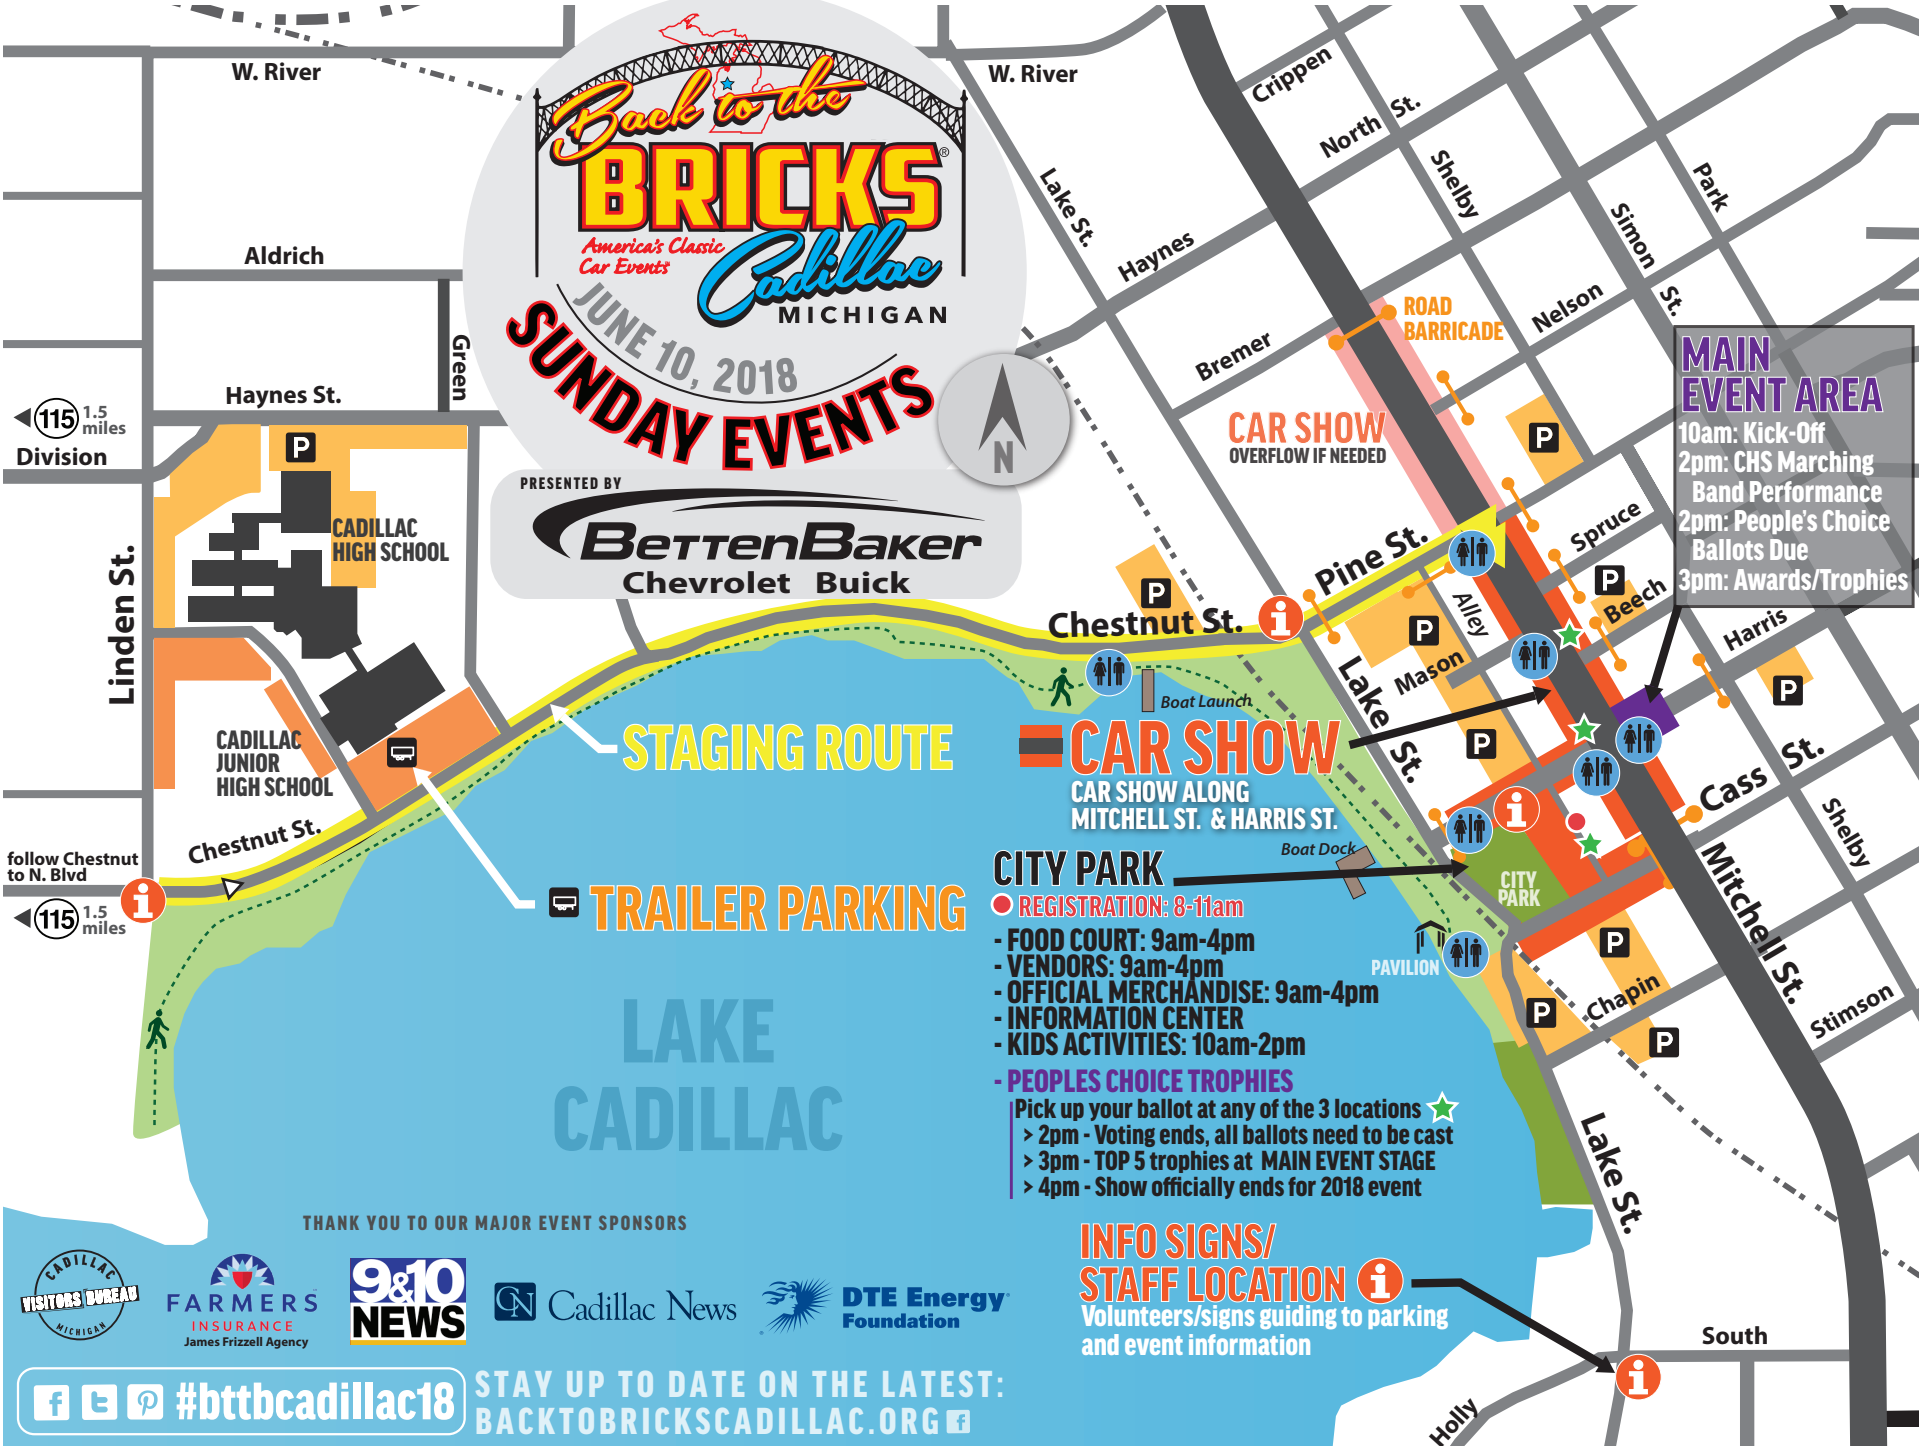 W. River
W. River
Crippen
North St.
Shelby
Park
Simon St.
Lake St.
Haynes
Nelson
Bremer
Back to the
BRICKS®
America's Classic
Car Events
Cadillac
MICHIGAN
JUNE 10, 2018
SUNDAY EVENTS
PRESENTED BY
BettenBaker
Chevrolet Buick
N
Aldrich
Green
Haynes St.
115 1.5
miles
Division
P
CADILLAC
HIGH SCHOOL
Linden St.
CADILLAC
JUNIOR
HIGH SCHOOL
Chestnut St.
follow Chestnut
to N. Blvd
i
115 1.5
miles
ROAD
BARRICADE
CAR SHOW
OVERFLOW IF NEEDED
P
MAIN
EVENT AREA
10am: Kick-Off
2pm: CHS Marching
Band Performance
2pm: People's Choice
Ballots Due
3pm: Awards/Trophies
Pine St.
Spruce
P
Beech
Harris
P
Alley
P
Mason
P
Lake St.
Cass St.
Shelby
Mitchell St.
Stimson
Chapin
P
P
P
P
Chestnut St.
i
Boat Launch
STAGING ROUTE
TRAILER PARKING
CAR SHOW
CAR SHOW ALONG
MITCHELL ST. & HARRIS ST.
i
Boat Dock
CITY
PARK
PAVILION
CITY PARK
REGISTRATION: 8-11am
- FOOD COURT: 9am-4pm
- VENDORS: 9am-4pm
- OFFICIAL MERCHANDISE: 9am-4pm
- INFORMATION CENTER
- KIDS ACTIVITIES: 10am-2pm
- PEOPLES CHOICE TROPHIES
Pick up your ballot at any of the 3 locations
> 2pm - Voting ends, all ballots need to be cast
> 3pm - TOP 5 trophies at MAIN EVENT STAGE
> 4pm - Show officially ends for 2018 event
LAKE
CADILLAC
Lake St.
INFO SIGNS/
STAFF LOCATION i
Volunteers/signs guiding to parking
and event information
South
i
Holly
THANK YOU TO OUR MAJOR EVENT SPONSORS
CADILLAC
VISITORS BUREAU
MICHIGAN
FARMERS
INSURANCE
James Frizzell Agency
9&10
NEWS
CN Cadillac News
DTE Energy®
Foundation
#bttbcadillac18
STAY UP TO DATE ON THE LATEST:
BACKTOBRICKSCADILLAC.ORG